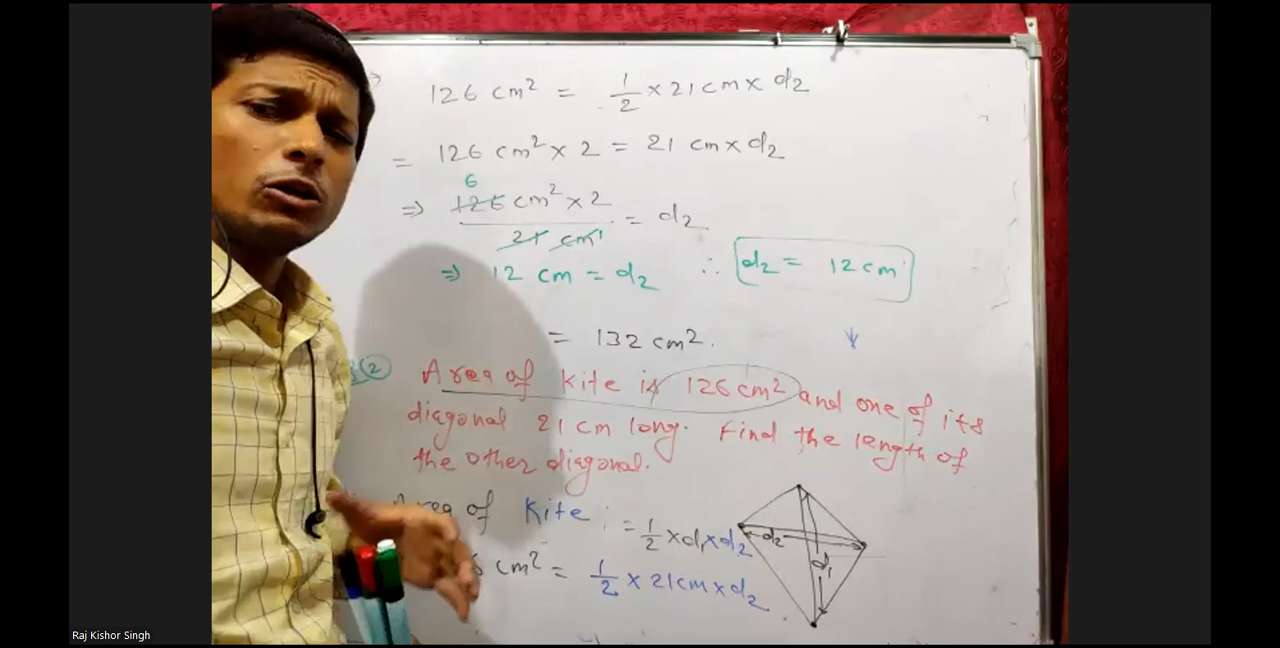 126 cm² = 1/2 × 21 cm × d2
= 126 cm² × 2 = 21 cm × d2
6
⇒ 126 cm² × 2 / 21 cm = d2
⇒ 12 cm = d2 ∴ d2 = 12 cm
= 132 cm².
2 Area of Kite is 126 cm² and one of its
diagonal 21 cm long. Find the length of
the other diagonal.
Area of Kite = 1/2 × d1 × d2
cm² = 1/2 × 21 cm × d2
d2
d1
Raj Kishor Singh